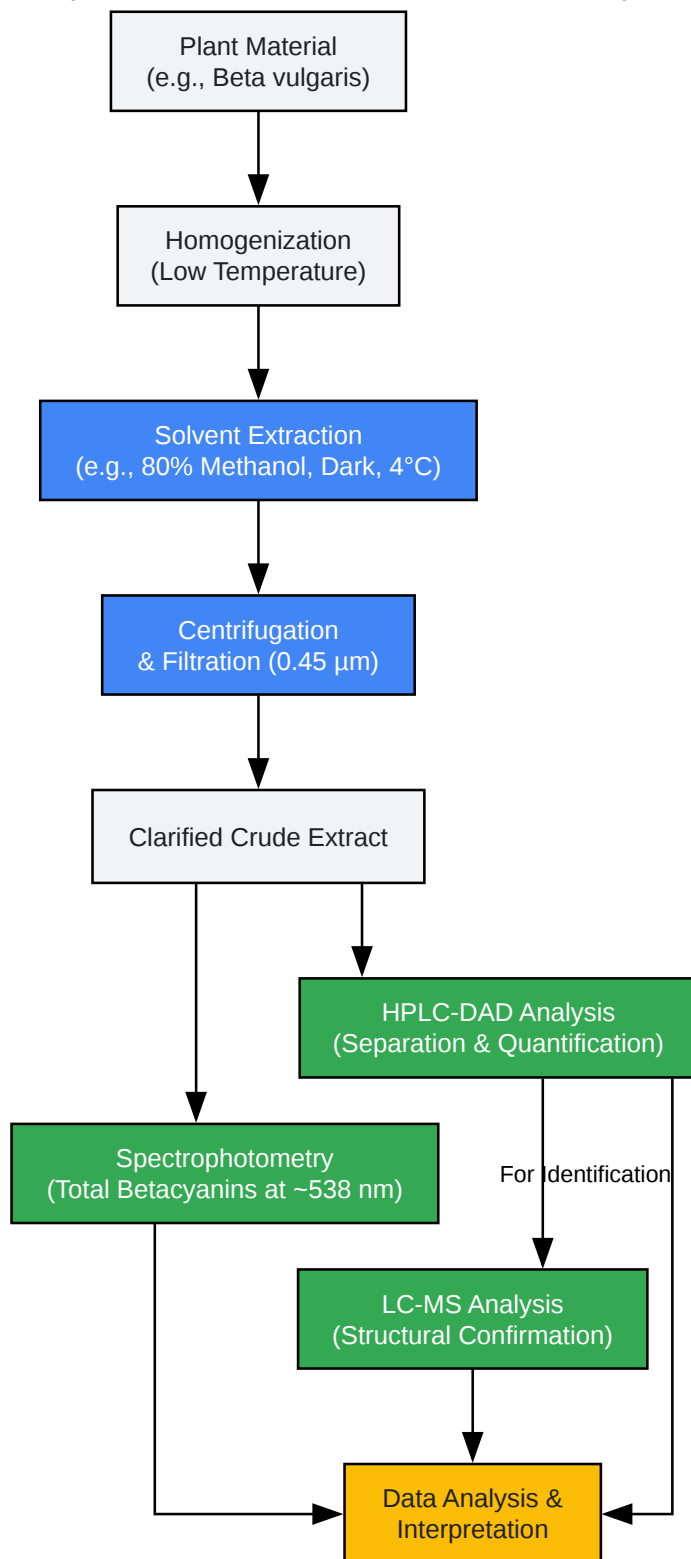 Plant Material
(e.g., Beta vulgaris)
Homogenization
(Low Temperature)
Solvent Extraction
(e.g., 80% Methanol, Dark, 4°C)
Centrifugation
& Filtration (0.45 µm)
Clarified Crude Extract
HPLC-DAD Analysis
(Separation & Quantification)
Spectrophotometry
(Total Betacyanins at ~538 nm)
For Identification
LC-MS Analysis
(Structural Confirmation)
Data Analysis &
Interpretation